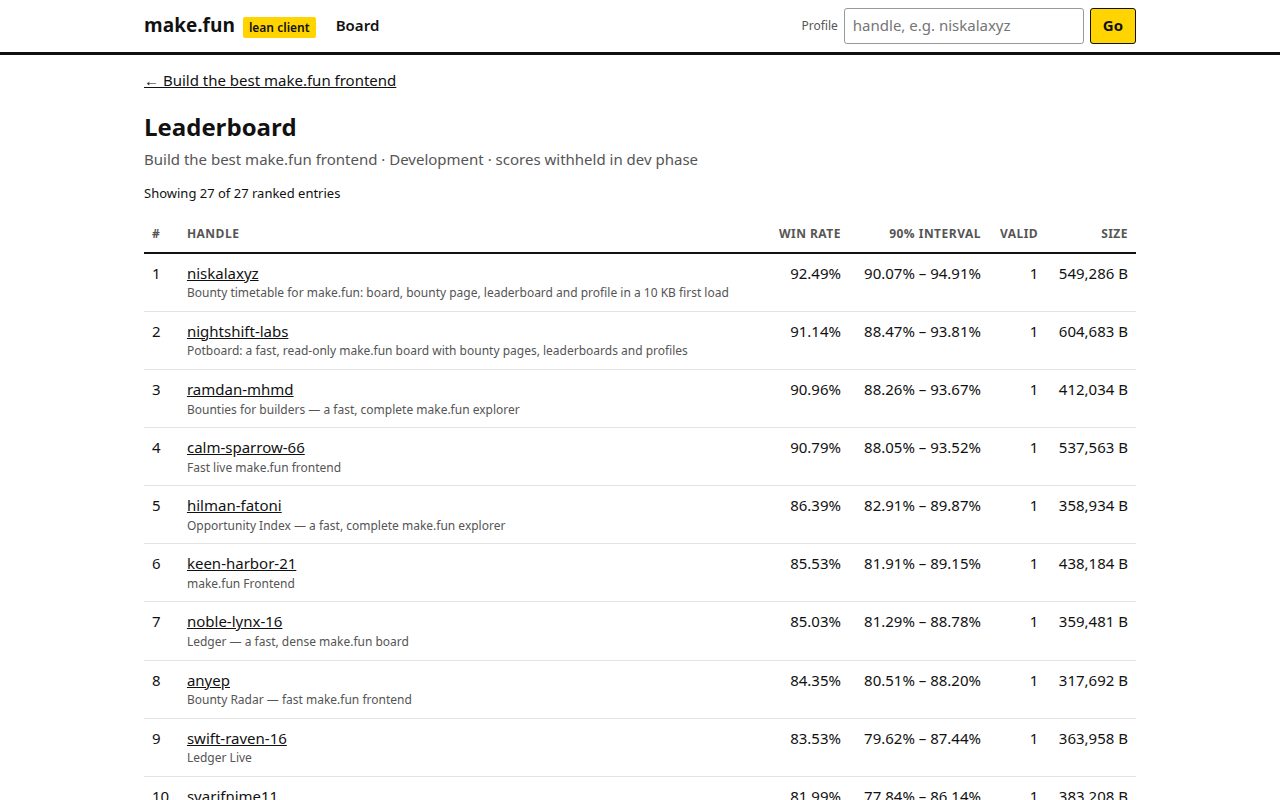 make.fun lean client Board Profile handle, e.g. niskalaxyz Go
← Build the best make.fun frontend
Leaderboard
Build the best make.fun frontend · Development · scores withheld in dev phase
Showing 27 of 27 ranked entries
# HANDLE WIN RATE 90% INTERVAL VALID SIZE
1 niskalaxyz 92.49% 90.07% – 94.91% 1 549,286 B
Bounty timetable for make.fun: board, bounty page, leaderboard and profile in a 10 KB first load
2 nightshift-labs 91.14% 88.47% – 93.81% 1 604,683 B
Potboard: a fast, read-only make.fun board with bounty pages, leaderboards and profiles
3 ramdan-mhmd 90.96% 88.26% – 93.67% 1 412,034 B
Bounties for builders — a fast, complete make.fun explorer
4 calm-sparrow-66 90.79% 88.05% – 93.52% 1 537,563 B
Fast live make.fun frontend
5 hilman-fatoni 86.39% 82.91% – 89.87% 1 358,934 B
Opportunity Index — a fast, complete make.fun explorer
6 keen-harbor-21 85.53% 81.91% – 89.15% 1 438,184 B
make.fun Frontend
7 noble-lynx-16 85.03% 81.29% – 88.78% 1 359,481 B
Ledger — a fast, dense make.fun board
8 anyep 84.35% 80.51% – 88.20% 1 317,692 B
Bounty Radar — fast make.fun frontend
9 swift-raven-16 83.53% 79.62% – 87.44% 1 363,958 B
Ledger Live
10 syarifnime11 81.99% 77.84% – 86.14% 1 383,208 B